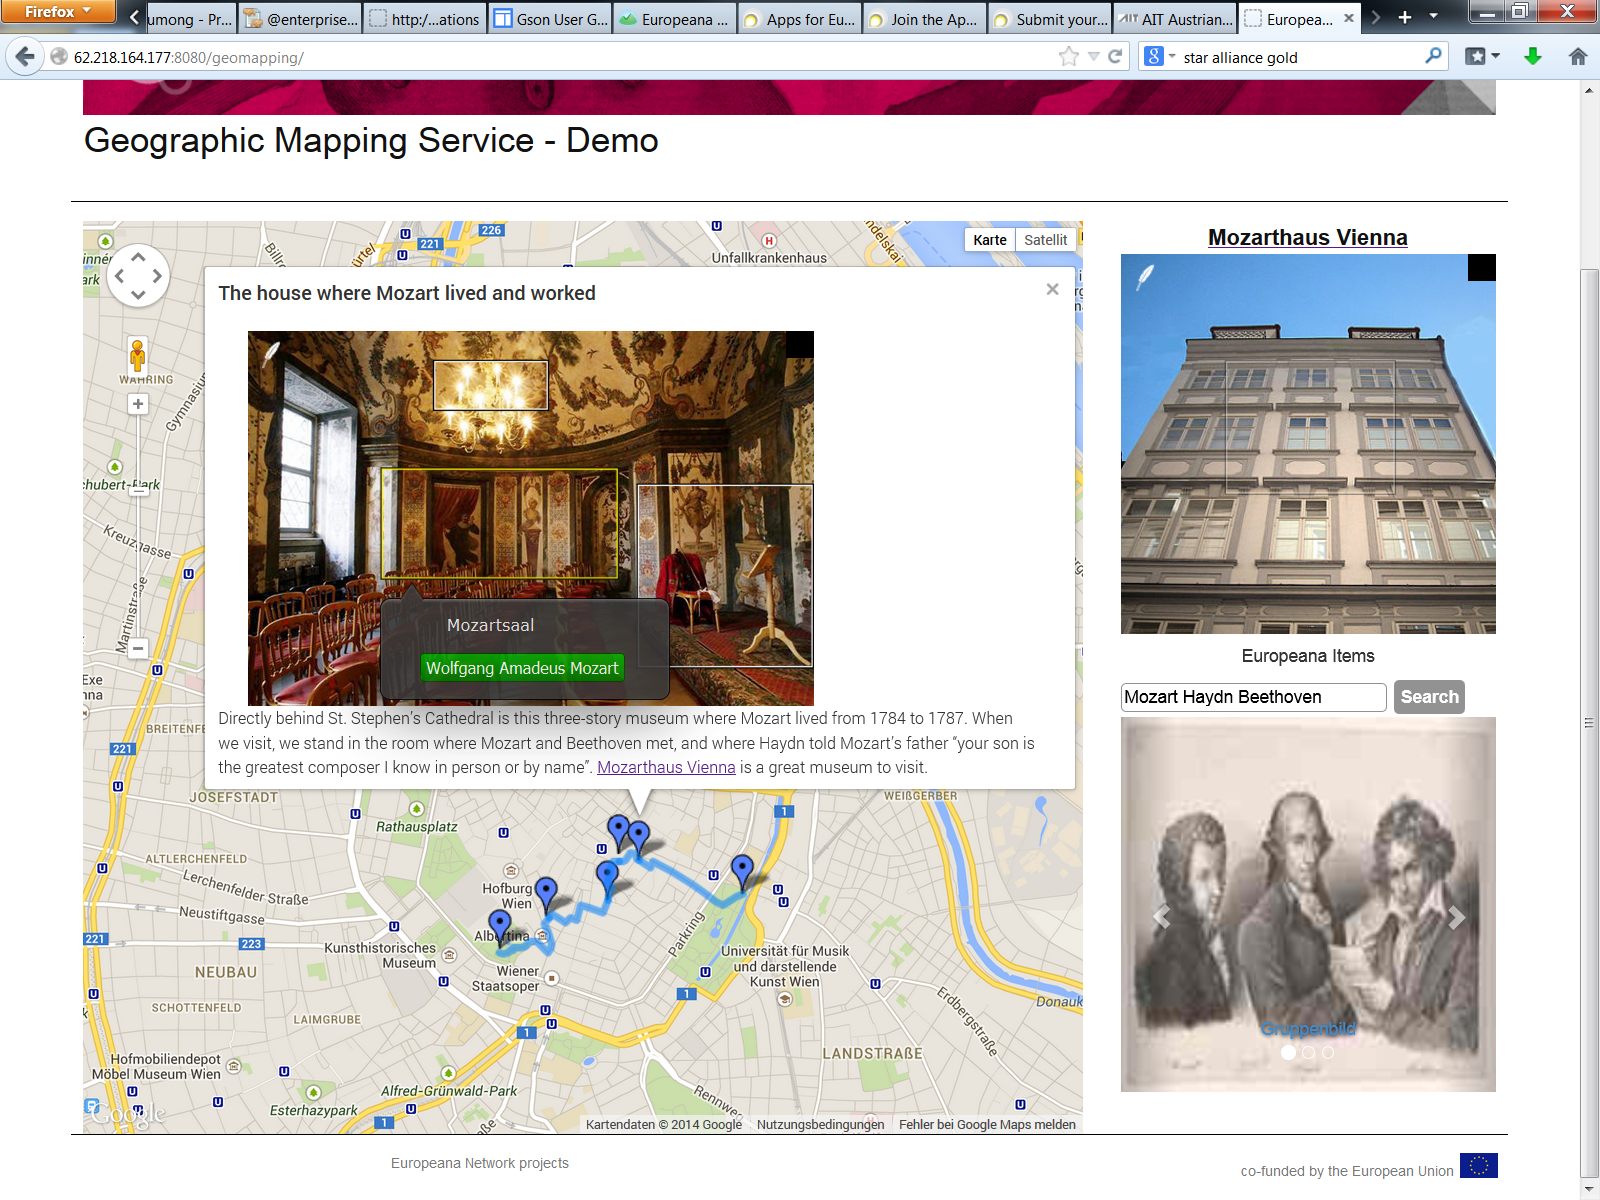 Firefox
umong - Pr...
@enterprise...
http:/...ations
Gson User G...
Europeana ...
Apps for Eu...
Join the Ap...
Submit your...
AIT Austrian...
Europea...
62.218.164.177:8080/geomapping/
star alliance gold
Geographic Mapping Service - Demo
226
221
Unfallkrankenhaus
Karte
Satellit
The house where Mozart lived and worked
WÄHRING
Kreuzgasse
Martinstraße
Mozartsaal
Wolfgang Amadeus Mozart
Directly behind St. Stephen's Cathedral is this three-story museum where Mozart lived from 1784 to 1787. When
we visit, we stand in the room where Mozart and Beethoven met, and where Haydn told Mozart's father “your son is
the greatest composer I know in person or by name”. Mozarthaus Vienna is a great museum to visit.
221
JOSEFSTADT
WEIßGERBER
Rathausplatz
1
ALTLERCHENFELD
Lerchenfelder Straße
Hofburg
Wien
Neustiftgasse
221
223
Albertina
Kunsthistorisches
Museum
Parkring
Universität für Musik
und darstellende
Kunst Wien
NEUBAU
Wiener
Staatsoper
1
SCHOTTENFELD
LAIMGRUBE
Erdbergstraße
Donauk
1
LANDSTRAßE
Hofmobiliendepot
Möbel Museum Wien
Alfred-Grünwald-Park
Esterhazypark
Rennweg
Google
1
Kartendaten © 2014 Google
Nutzungsbedingungen
Fehler bei Google Maps melden
Mozarthaus Vienna
Europeana Items
Mozart Haydn Beethoven
Search
Gruppenbild
Europeana Network projects
co-funded by the European Union